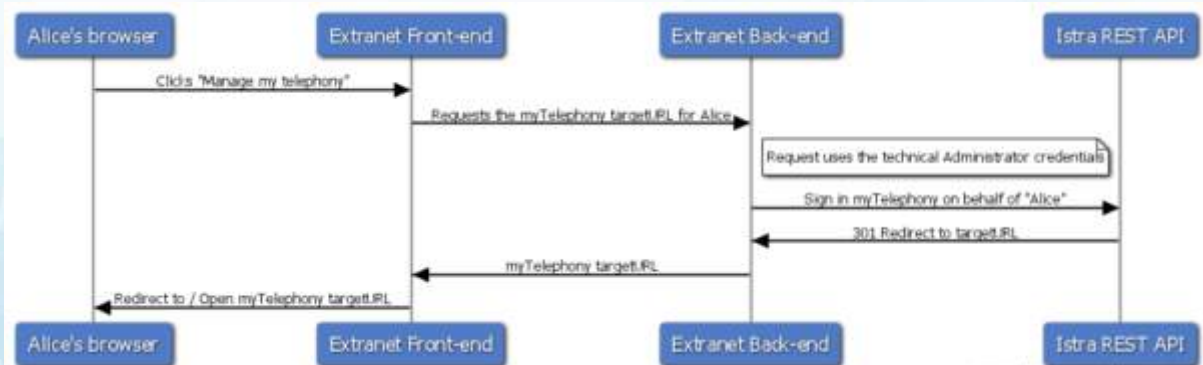 Alice's browser Extranet Front-end Extranet Back-end Istra REST API
Clicks "Manage my telephony"
Requests the myTelephony targetURL for Alice
Request uses the technical Administrator credentials
Sign in myTelephony on behalf of "Alice"
301 Redirect to targetURL
myTelephony targetURL
Redirect to / Open myTelephony targetURL
Alice's browser Extranet Front-end Extranet Back-end Istra REST API